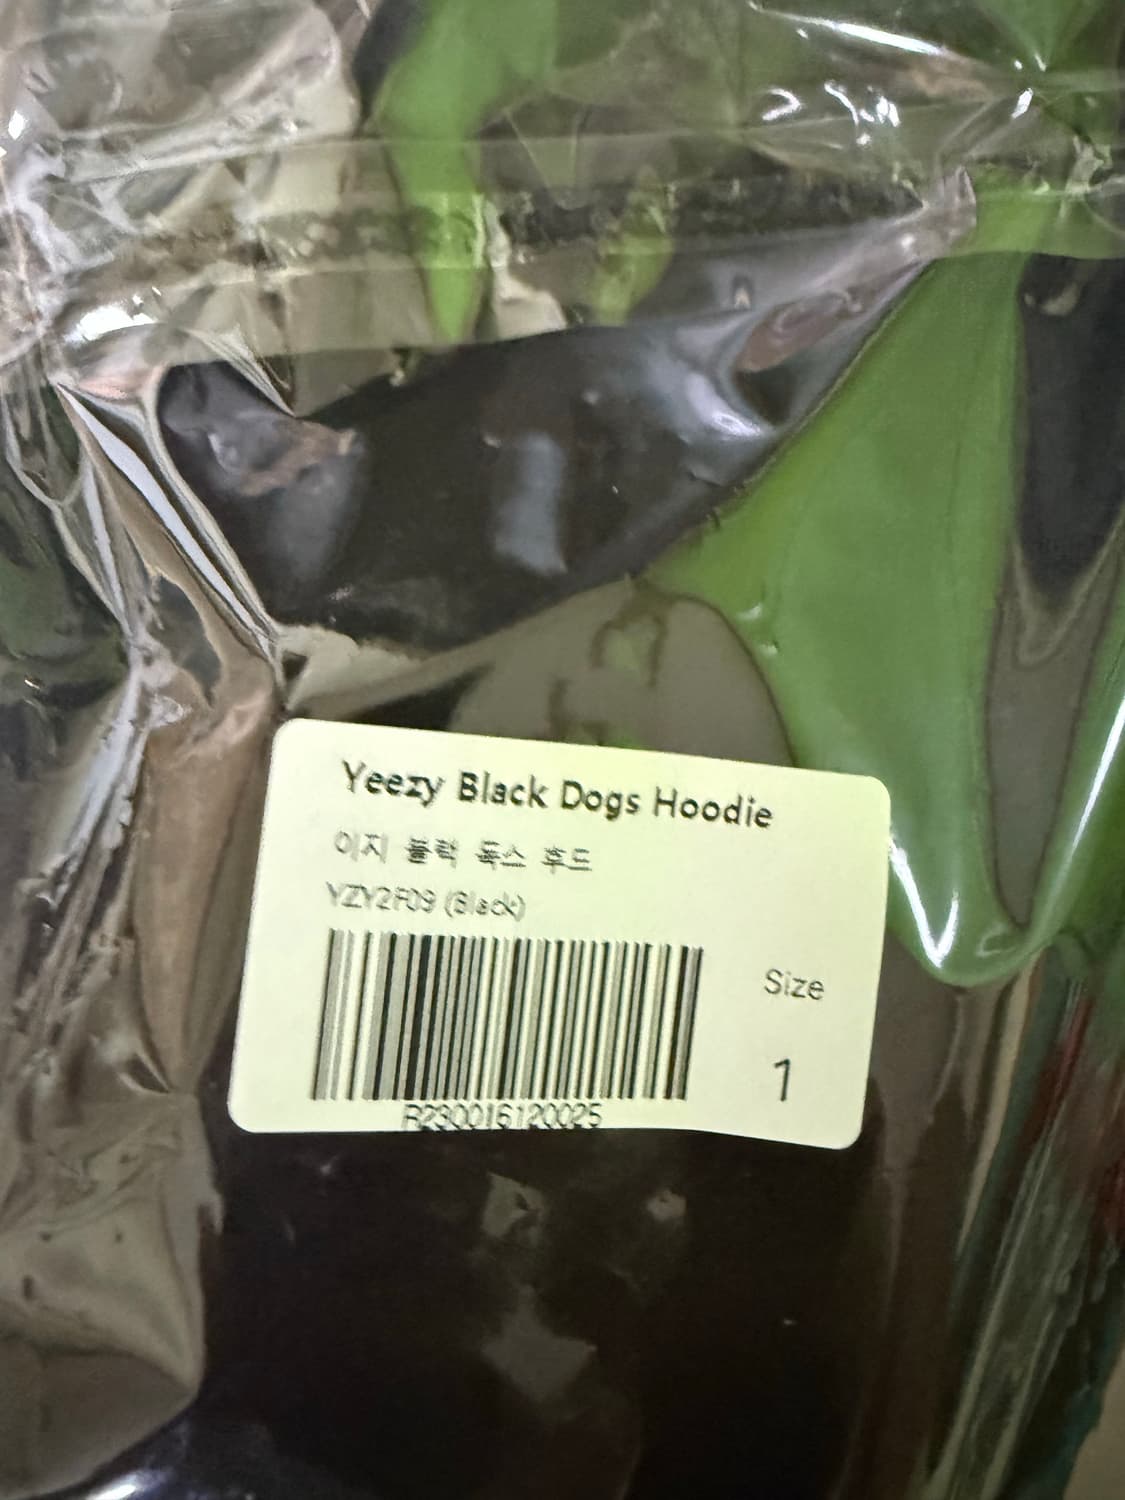 Yeezy Black Dogs Hoodie
이지 블랙 독스 후드
YZY2F09 (Black)
Size
1
R230016120025